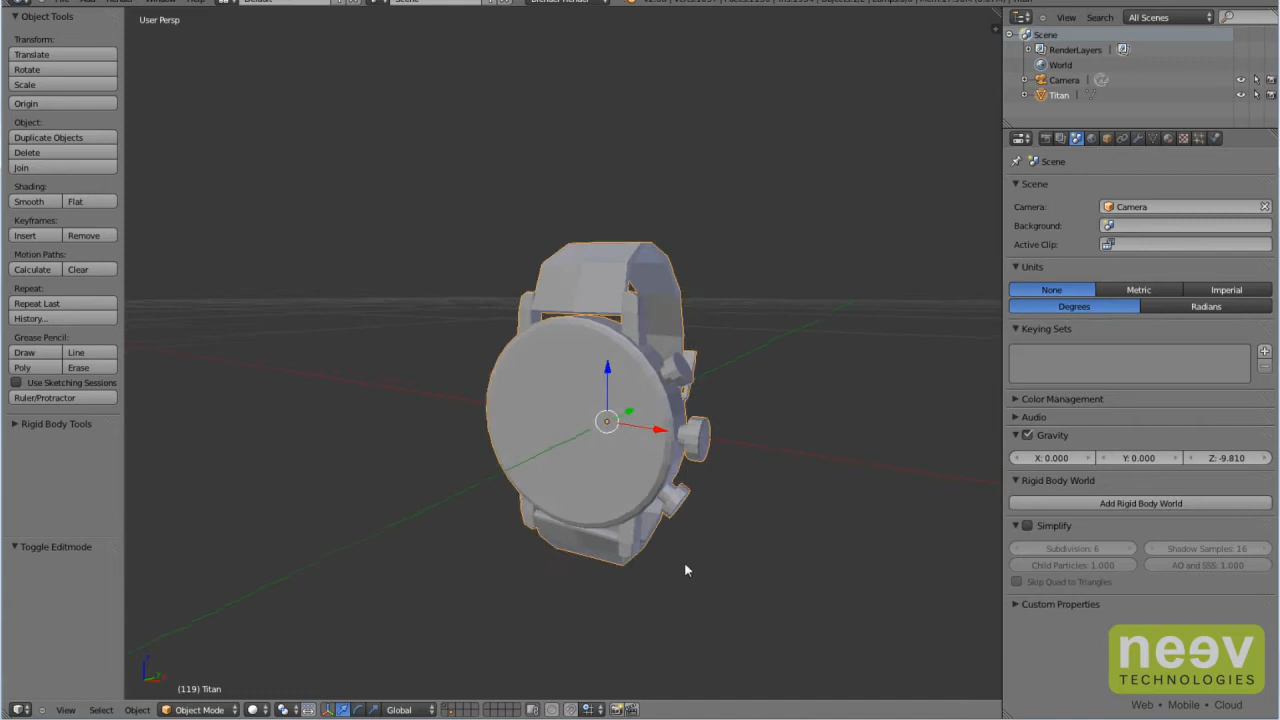 Default
Scene
Blender Render
Object Tools
Transform:
Translate
Rotate
Scale
Origin
Object:
Duplicate Objects
Delete
Join
Shading:
Smooth Flat
Keyframes:
Insert Remove
Motion Paths:
Calculate Clear
Repeat:
Repeat Last
History...
Grease Pencil:
Draw Line
Poly Erase
Use Sketching Sessions
Ruler/Protractor
Rigid Body Tools
Toggle Editmode
User Persp
(119) Titan
View Select Object Object Mode Global
View Search All Scenes
Scene
RenderLayers
World
Camera
Titan
Scene
Scene
Camera: Camera
Background:
Active Clip:
Units
None Metric Imperial
Degrees Radians
Keying Sets
Color Management
Audio
Gravity
X: 0.000 Y: 0.000 Z: -9.810
Rigid Body World
Add Rigid Body World
Simplify
Subdivision: 6 Shadow Samples: 16
Child Particles: 1.000 AO and SSS: 1.000
Skip Quad to Triangles
Custom Properties
neev
TECHNOLOGIES
Web • Mobile • Cloud